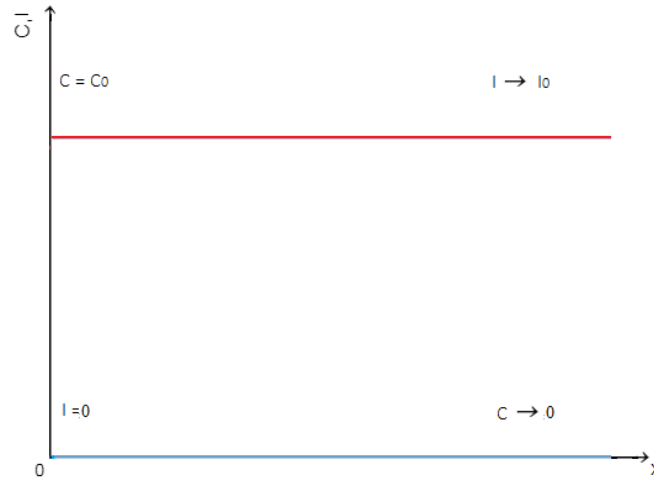 C, I
C = Co
I → Io
I =0
C → 0
0
x